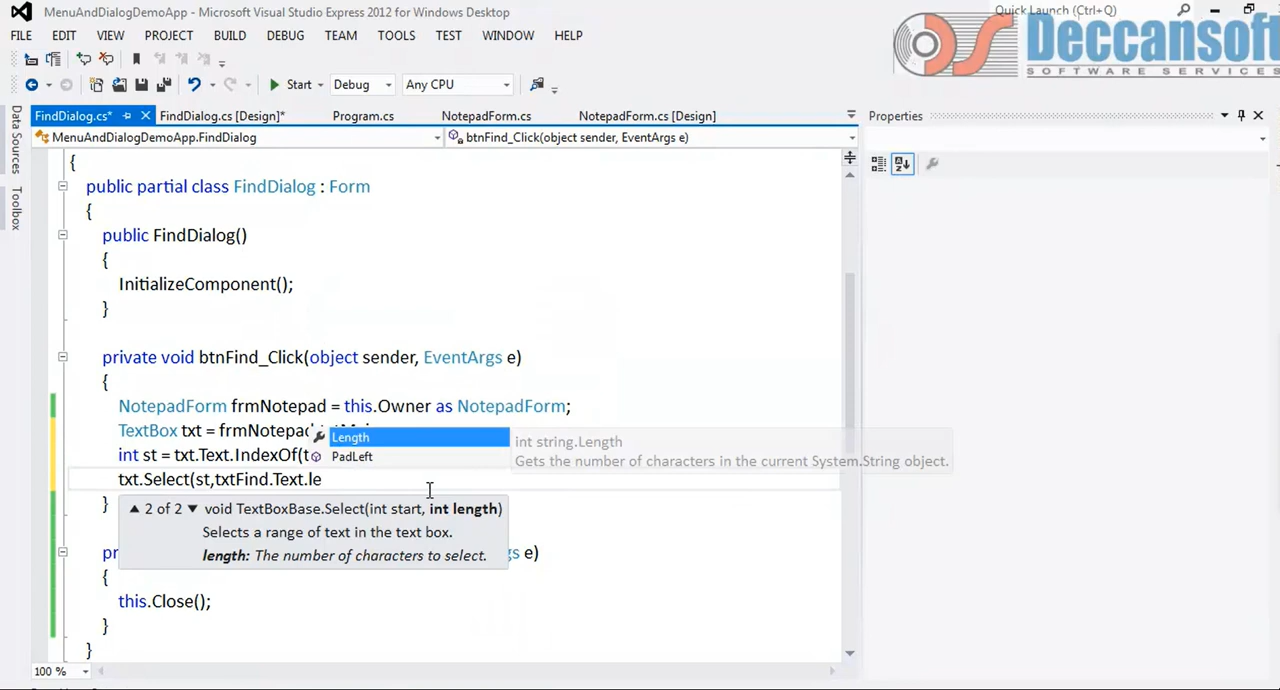 MenuAndDialogDemoApp - Microsoft Visual Studio Express 2012 for Windows Desktop
Quick Launch (Ctrl+Q)
Deccansoft
SOFTWARE SERVICES
FILE EDIT VIEW PROJECT BUILD DEBUG TEAM TOOLS TEST WINDOW HELP
Start Debug Any CPU
Data Sources
Toolbox
FindDialog.cs* FindDialog.cs [Design]* Program.cs NotepadForm.cs NotepadForm.cs [Design]
Properties
MenuAndDialogDemoApp.FindDialog btnFind_Click(object sender, EventArgs e)
{
public partial class FindDialog : Form
{
public FindDialog()
{
InitializeComponent();
}
private void btnFind_Click(object sender, EventArgs e)
{
NotepadForm frmNotepad = this.Owner as NotepadForm;
TextBox txt = frmNotepad
Length
int string.Length
int st = txt.Text.IndexOf(t
PadLeft
Gets the number of characters in the current System.String object.
txt.Select(st,txtFind.Text.le
}
2 of 2 void TextBoxBase.Select(int start, int length)
Selects a range of text in the text box.
length: The number of characters to select.
pr
gs e)
{
this.Close();
}
}
100 %